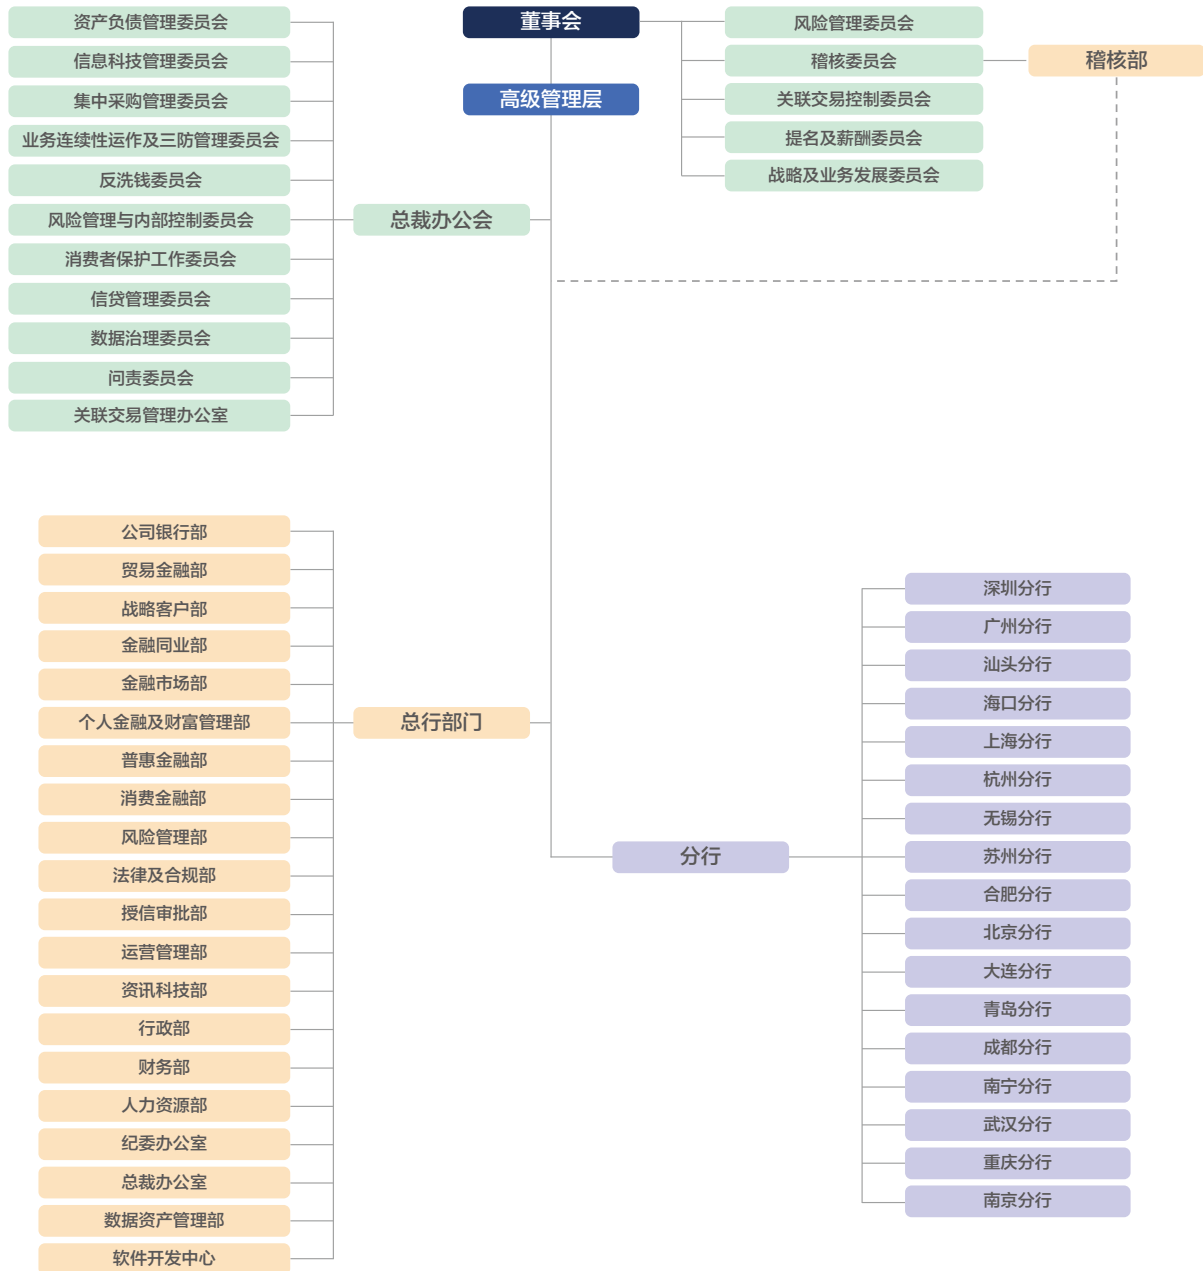 董事会
高级管理层
风险管理委员会
稽核委员会
关联交易控制委员会
提名及薪酬委员会
战略及业务发展委员会
稽核部
总裁办公会
资产负债管理委员会
信息科技管理委员会
集中采购管理委员会
业务连续性运作及三防管理委员会
反洗钱委员会
风险管理与内部控制委员会
消费者保护工作委员会
信贷管理委员会
数据治理委员会
问责委员会
关联交易管理办公室
总行部门
公司银行部
贸易金融部
战略客户部
金融同业部
金融市场部
个人金融及财富管理部
普惠金融部
消费金融部
风险管理部
法律及合规部
授信审批部
运营管理部
资讯科技部
行政部
财务部
人力资源部
纪委办公室
总裁办公室
数据资产管理部
软件开发中心
分行
深圳分行
广州分行
汕头分行
海口分行
上海分行
杭州分行
无锡分行
苏州分行
合肥分行
北京分行
大连分行
青岛分行
成都分行
南宁分行
武汉分行
重庆分行
南京分行